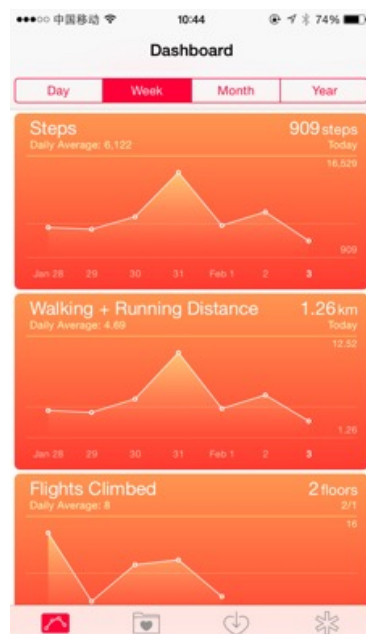 中国移动 10:44 74%
Dashboard
Day Week Month Year
Steps 909 steps
Daily Average: 6,122 Today
16,529
909
Jan 28 29 30 31 Feb 1 2 3
Walking + Running Distance 1.26 km
Daily Average: 4.69 Today
12.52
1.26
Jan 28 29 30 31 Feb 1 2 3
Flights Climbed 2 floors
Daily Average: 8 2/1
16